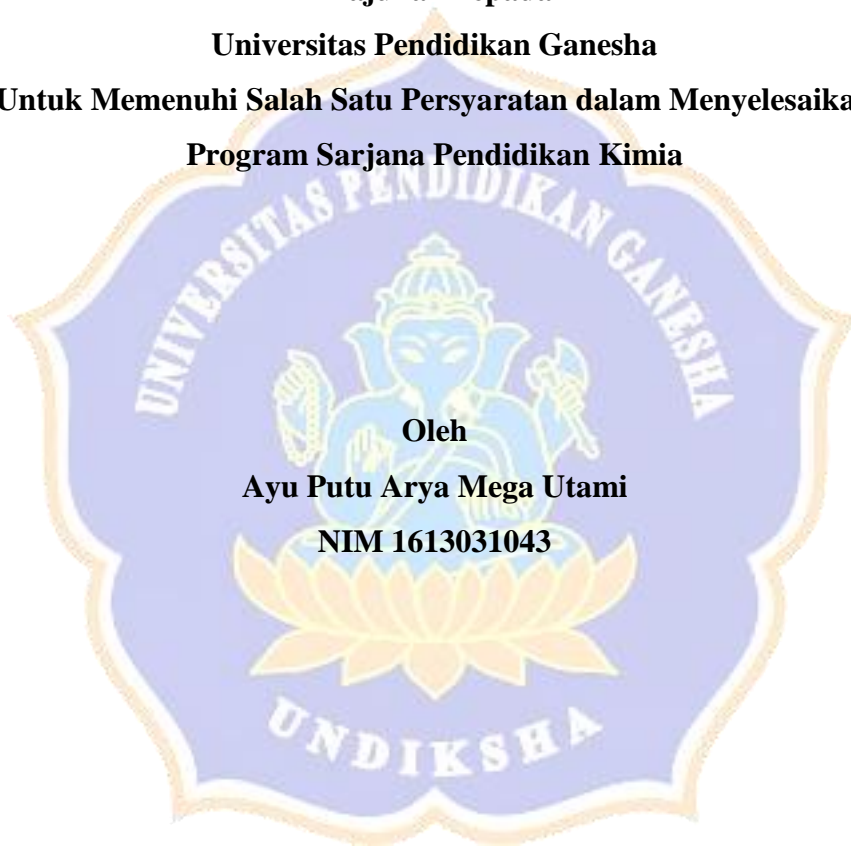 Universitas Pendidikan Ganesha
Untuk Memenuhi Salah Satu Persyaratan dalam Menyelesaika
Program Sarjana Pendidikan Kimia
UNIVERSITAS PENDIDIKAN GANESHA
Oleh
Ayu Putu Arya Mega Utami
NIM 1613031043
UNDIKSHA